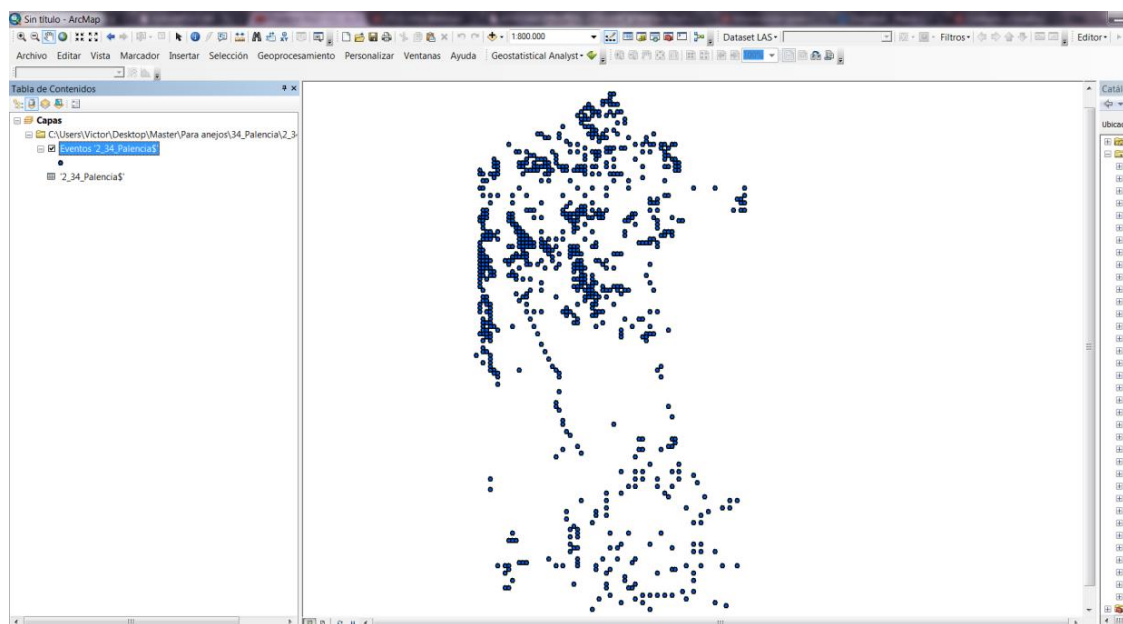 Sin título - ArcMap
1:800.000 Dataset LAS Filtros Editor
Archivo Editar Vista Marcador Insertar Selección Geoprocesamiento Personalizar Ventanas Ayuda Geostatistical Analyst
Tabla de Contenidos
Capas
C:\Users\Victor\Desktop\Master\Para anejos\34_Palencia\2_3
Eventos '2_34_Palencia$'
'2_34_Palencia$'
Catál
Ubicac